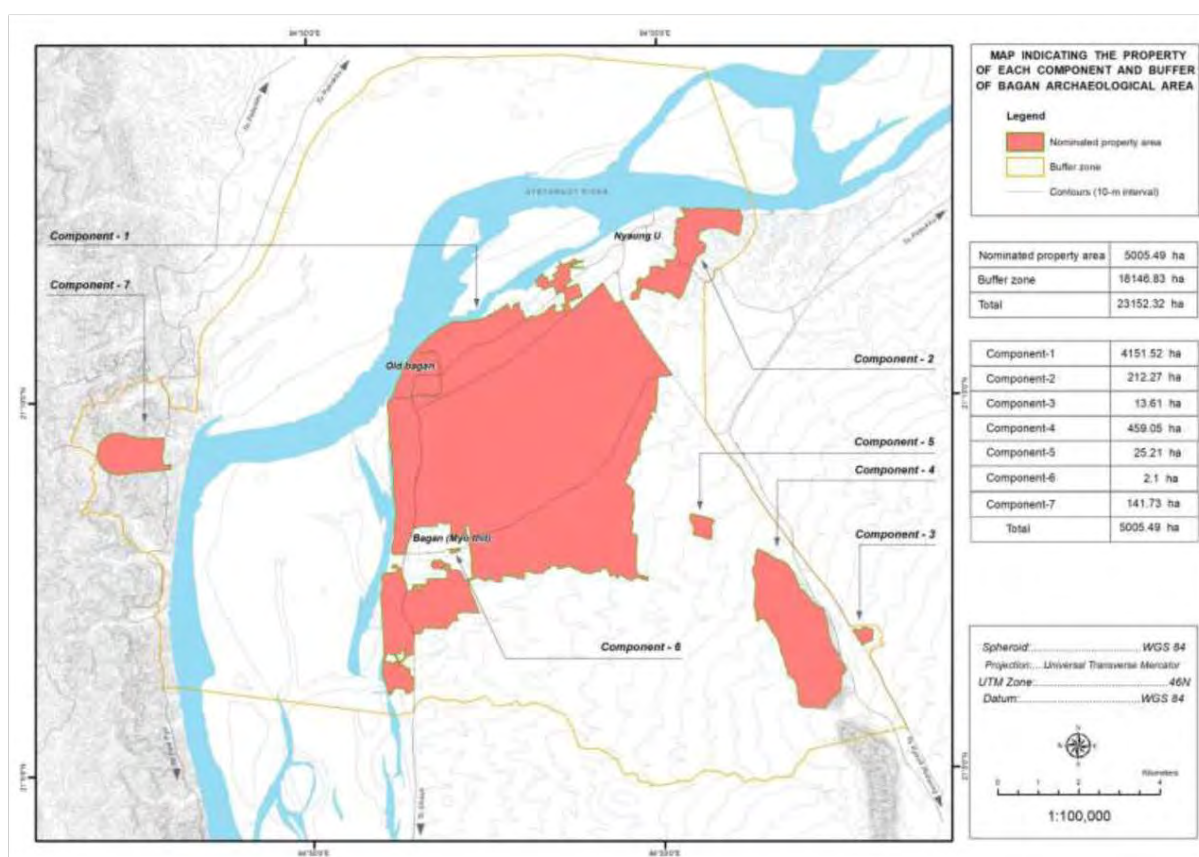 MAP INDICATING THE PROPERTY
OF EACH COMPONENT AND BUFFER
OF BAGAN ARCHAEOLOGICAL AREA
Legend
Nominated property area
Buffer zone
Contours (10-m interval)
Nominated property area 5005.49 ha
Buffer zone 18146.83 ha
Total 23152.32 ha
Component-1 4151.52 ha
Component-2 212.27 ha
Component-3 13.61 ha
Component-4 459.05 ha
Component-5 25.21 ha
Component-6 2.1 ha
Component-7 141.73 ha
Total 5005.49 ha
Spheroid: WGS 84
Projection: Universal Transverse Mercator
UTM Zone: 46N
Datum: WGS 84
Kilometers
0 1 2 4
1:100,000
Component - 1
Component - 7
Nyaung U
Component - 2
Old bagan
Component - 5
Component - 4
Bagan (Myo thit)
Component - 3
Component - 6